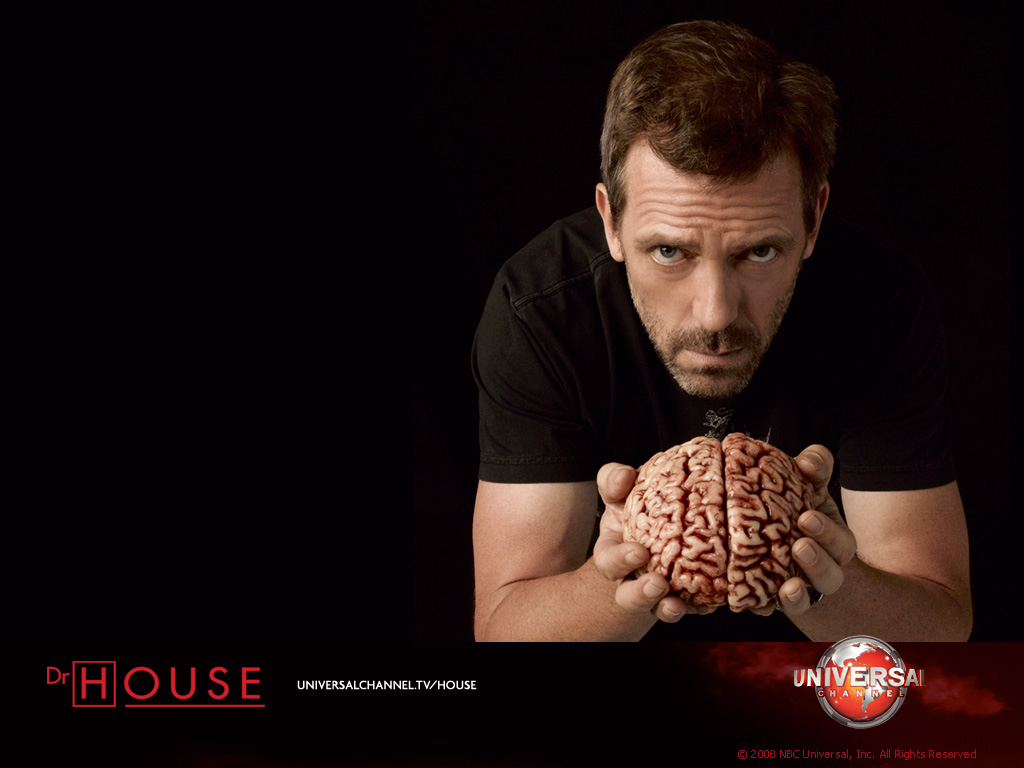 Dr HOUSE
UNIVERSALCHANNEL.TV/HOUSE
UNIVERSAL
CHANNEL
© 2008 NBC Universal, Inc. All Rights Reserved